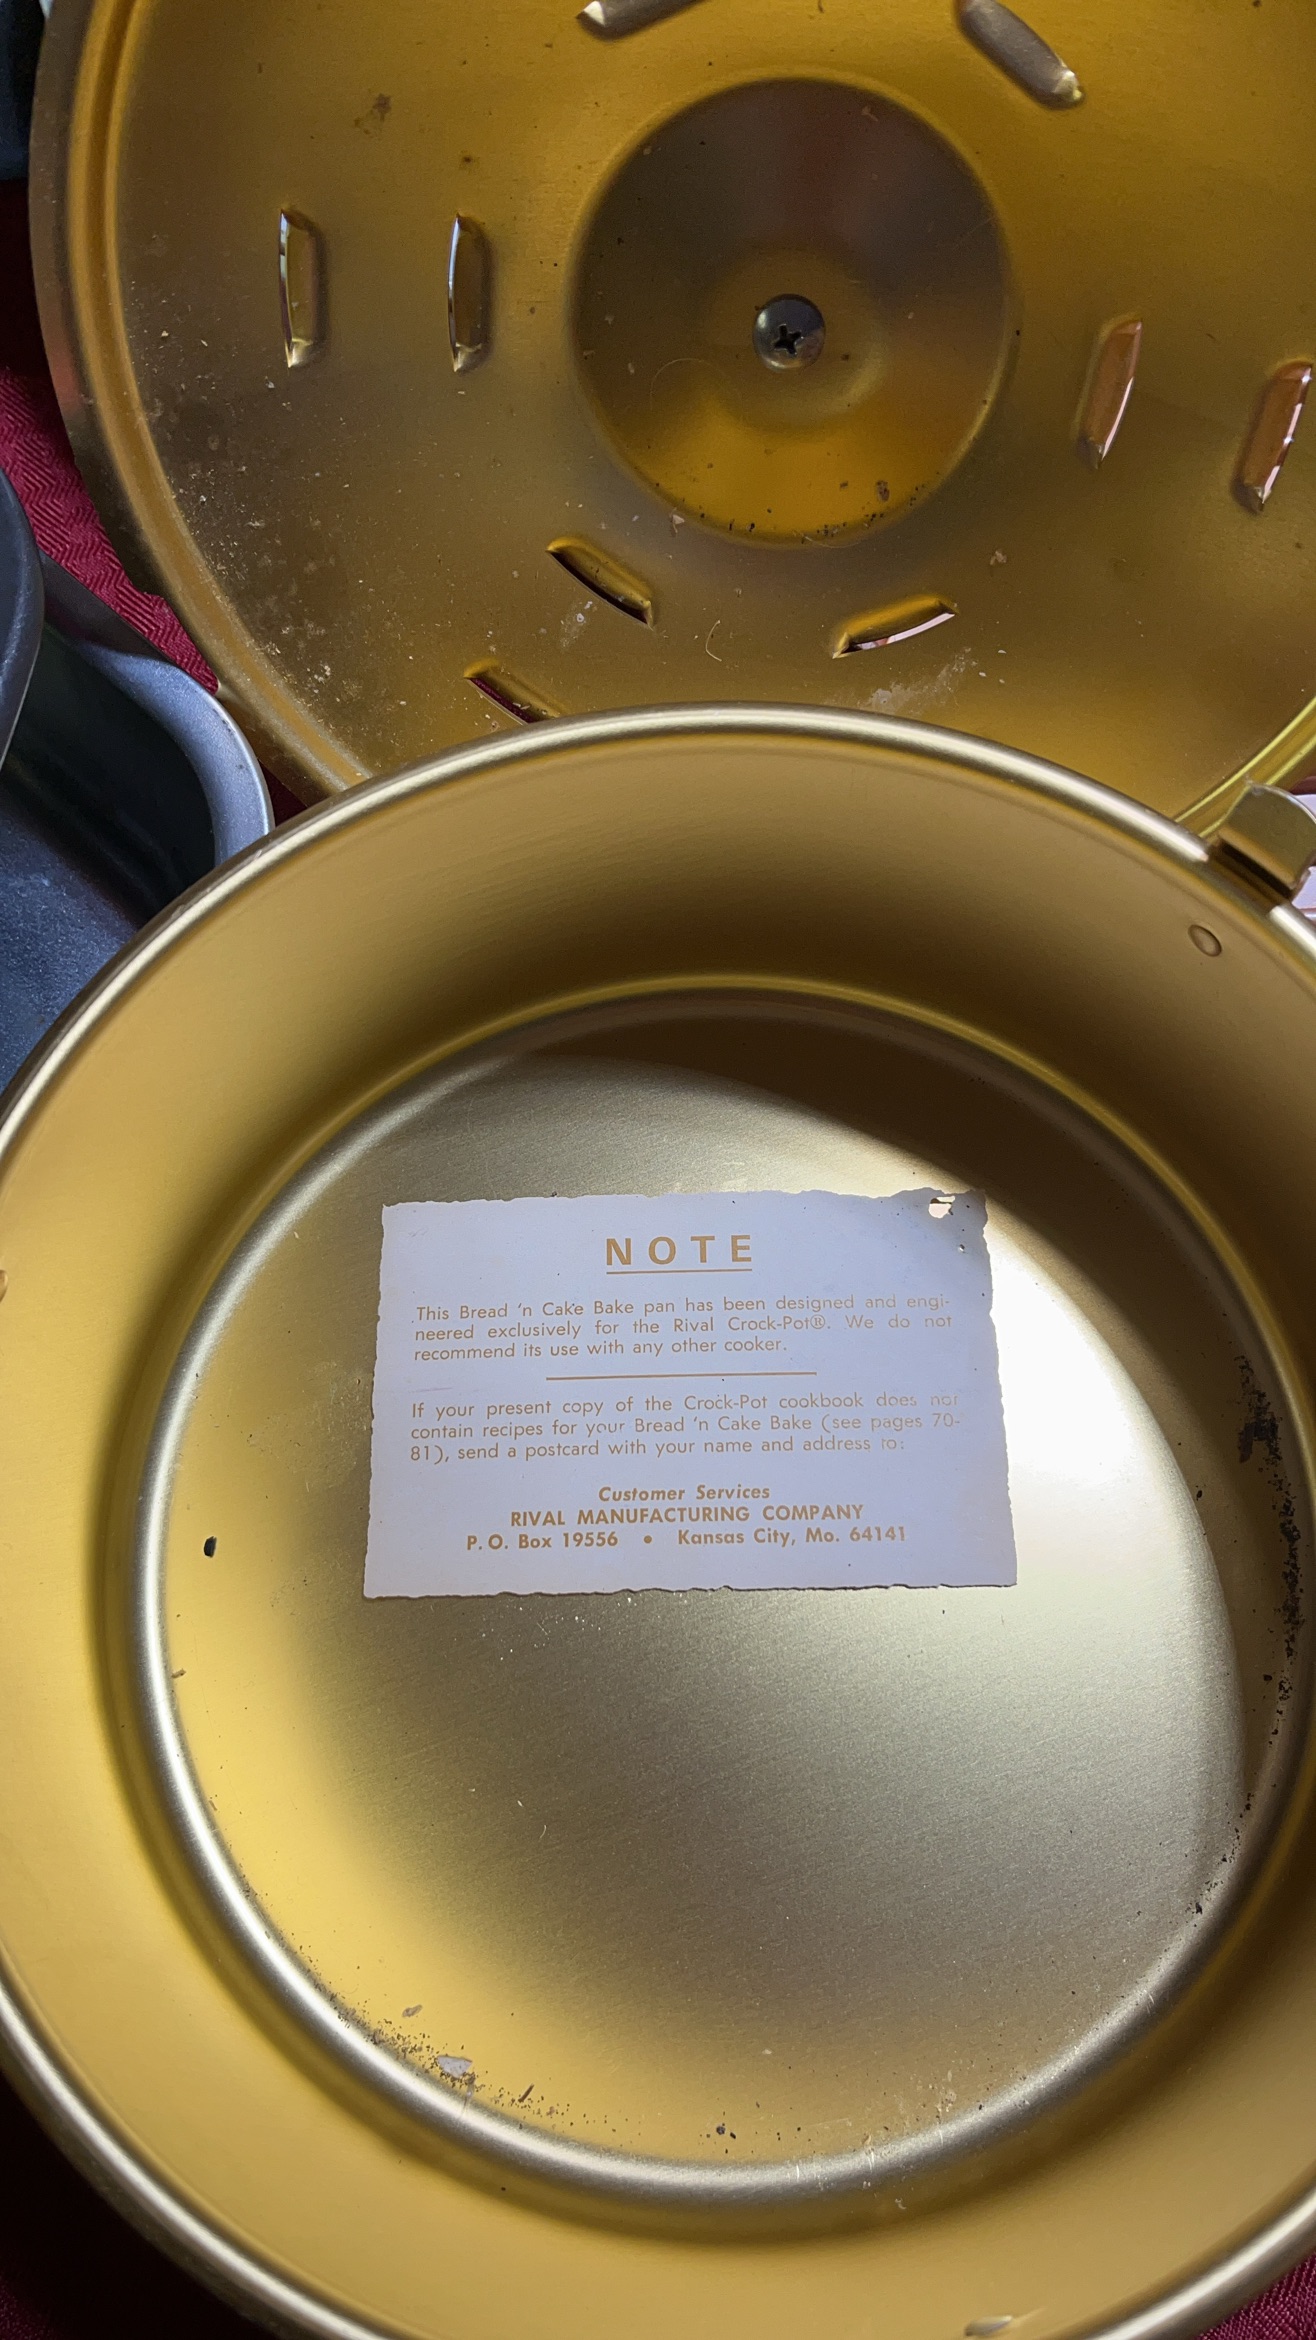 NOTE
This Bread 'n Cake Bake pan has been designed and engi-
neered exclusively for the Rival Crock-Pot®. We do not
recommend its use with any other cooker.
If your present copy of the Crock-Pot cookbook does not
contain recipes for your Bread 'n Cake Bake (see pages 70-
81), send a postcard with your name and address to:
Customer Services
RIVAL MANUFACTURING COMPANY
P. O. Box 19556 • Kansas City, Mo. 64141